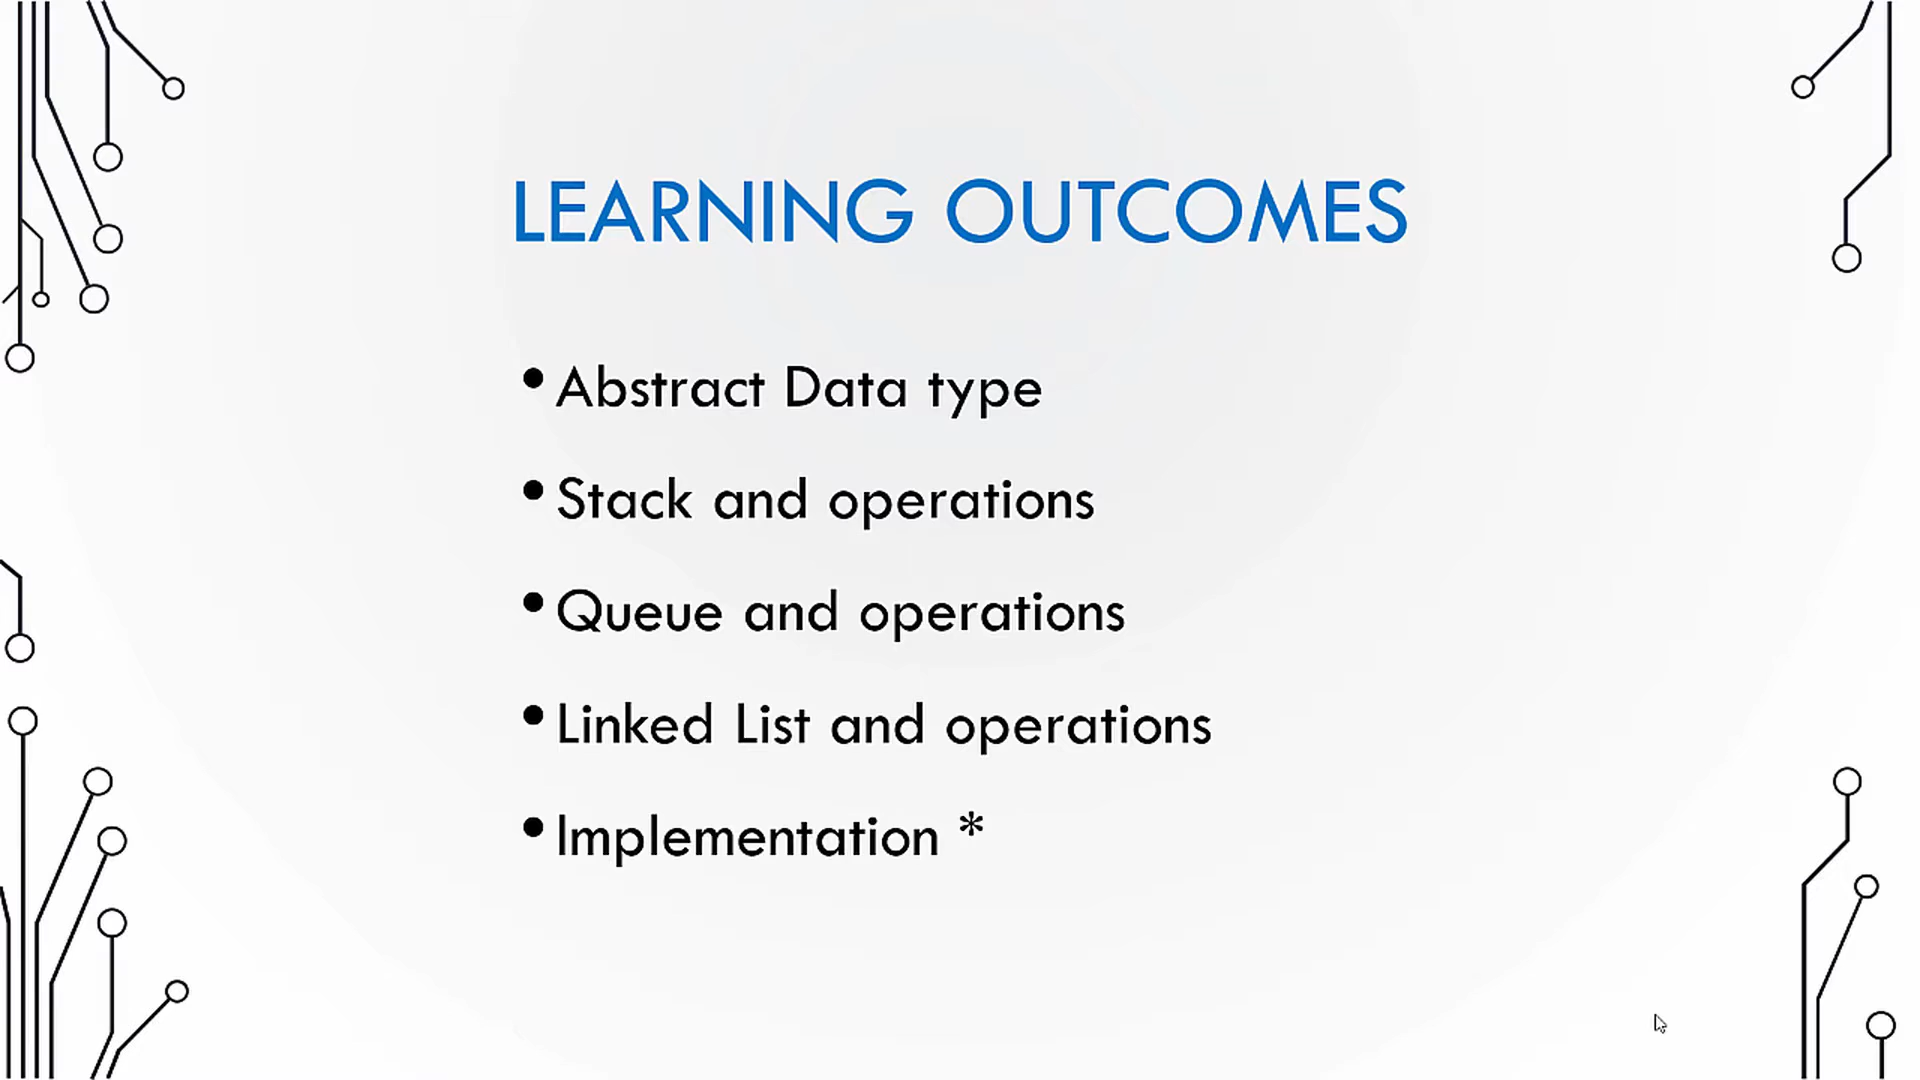 LEARNING OUTCOMES
• Abstract Data type
• Stack and operations
• Queue and operations
• Linked List and operations
• Implementation *